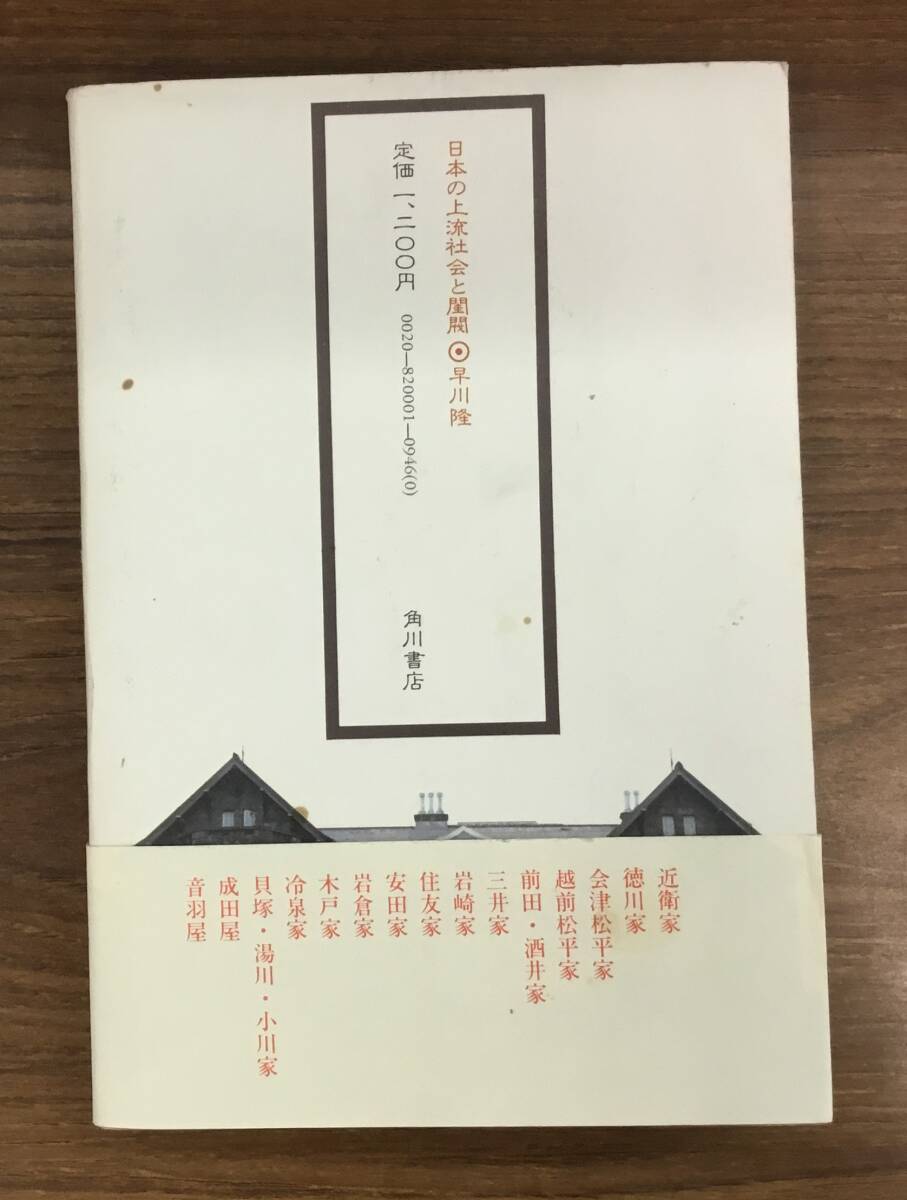 日本の上流社会と閨閥◉早川隆
定価一、二〇〇円 0020—820001—0946(0)
角川書店
近衛家
徳川家
会津松平家
越前松平家
前田・酒井家
三井家
岩崎家
住友家
安田家
岩倉家
木戸家
冷泉家
貝塚・湯川・小川家
成田屋
音羽屋